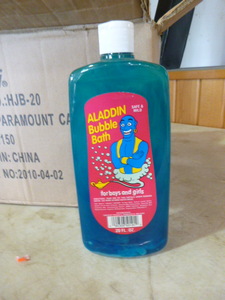 .:HJB-20
PARAMOUNT CA
150
IN: CHINA
NO: 2010-04-02
ALADDIN
Bubble
Bath
SAFE &
MILD
for boys and girls
20 FL. OZ.